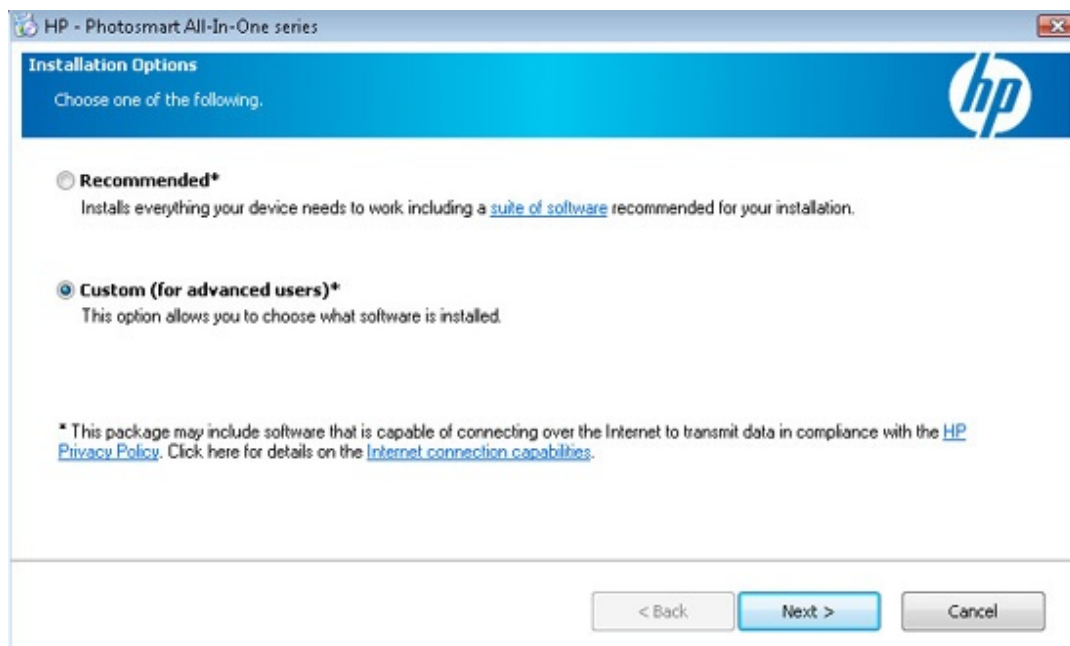 HP - Photosmart All-In-One series
Installation Options
Choose one of the following.
hp
Recommended*
Installs everything your device needs to work including a suite of software recommended for your installation.
Custom (for advanced users)*
This option allows you to choose what software is installed.
* This package may include software that is capable of connecting over the Internet to transmit data in compliance with the HP
Privacy Policy. Click here for details on the Internet connection capabilities.
< Back Next > Cancel